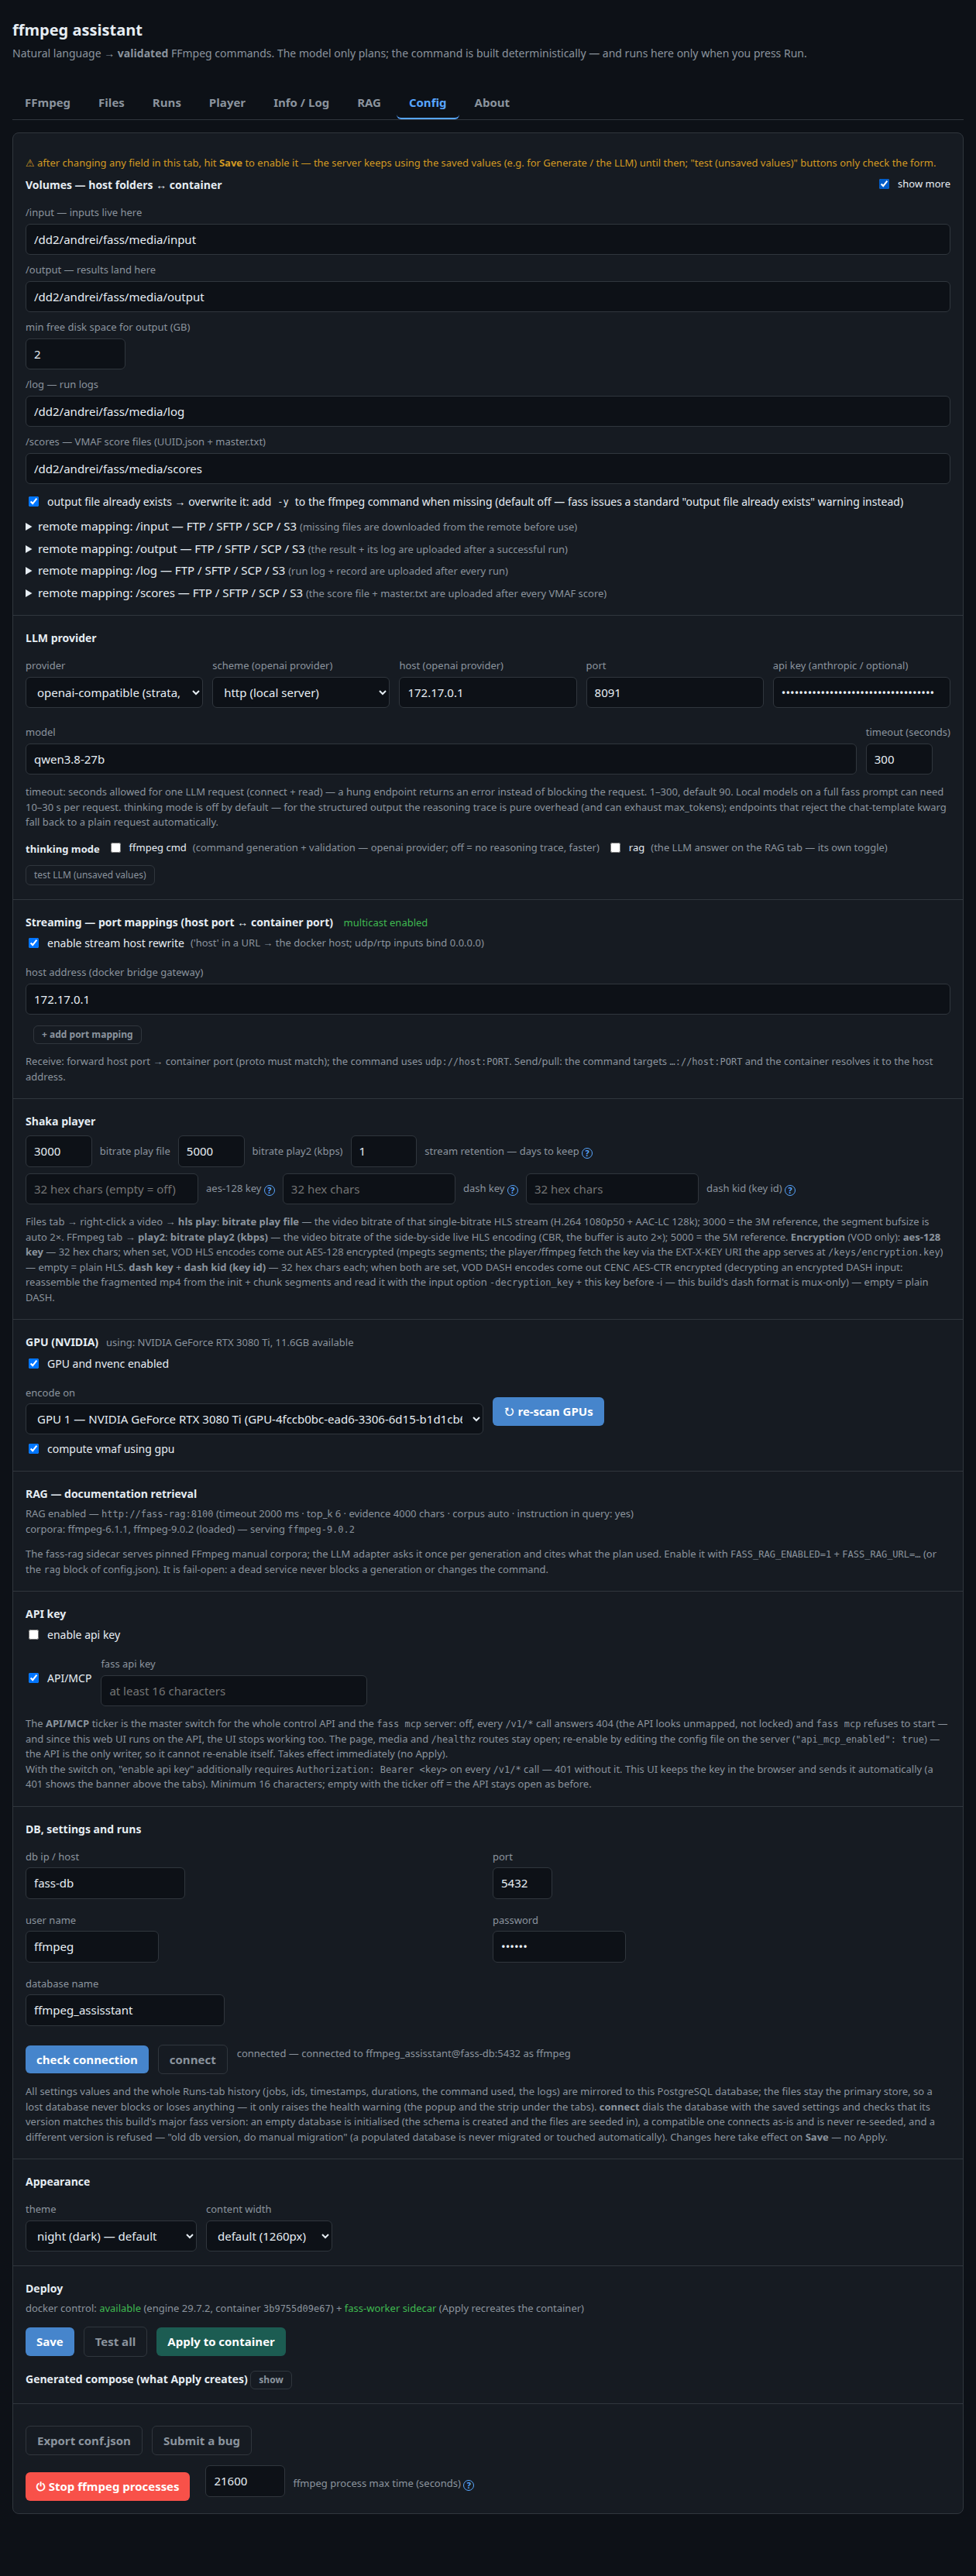 ffmpeg assistant
Natural language → validated FFmpeg commands. The model only plans; the command is built deterministically — and runs here only when you press Run.
FFmpeg Files Runs Player Info / Log RAG Config About
⚠ after changing any field in this tab, hit Save to enable it — the server keeps using the saved values (e.g. for Generate / the LLM) until then; "test (unsaved values)" buttons only check the form.
Volumes — host folders ↔ container show more
/input — inputs live here
/dd2/andrei/fass/media/input
/output — results land here
/dd2/andrei/fass/media/output
min free disk space for output (GB)
2
/log — run logs
/dd2/andrei/fass/media/log
/scores — VMAF score files (UUID.json + master.txt)
/dd2/andrei/fass/media/scores
output file already exists → overwrite it: add -y to the ffmpeg command when missing (default off — fass issues a standard "output file already exists" warning instead)
▶ remote mapping: /input — FTP / SFTP / SCP / S3 (missing files are downloaded from the remote before use)
▶ remote mapping: /output — FTP / SFTP / SCP / S3 (the result + its log are uploaded after a successful run)
▶ remote mapping: /log — FTP / SFTP / SCP / S3 (run log + record are uploaded after every run)
▶ remote mapping: /scores — FTP / SFTP / SCP / S3 (the score file + master.txt are uploaded after every VMAF score)
LLM provider
provider scheme (openai provider) host (openai provider) port api key (anthropic / optional)
openai-compatible (strata, http (local server) 172.17.0.1 8091 ••••••••••••••••••••••••••••••••••
model timeout (seconds)
qwen3.8-27b 300
timeout: seconds allowed for one LLM request (connect + read) — a hung endpoint returns an error instead of blocking the request. 1–300, default 90. Local models on a full fass prompt can need
10–30 s per request. thinking mode is off by default — for the structured output the reasoning trace is pure overhead (and can exhaust max_tokens); endpoints that reject the chat-template kwarg
fall back to a plain request automatically.
thinking mode ffmpeg cmd (command generation + validation — openai provider; off = no reasoning trace, faster) rag (the LLM answer on the RAG tab — its own toggle)
test LLM (unsaved values)
Streaming — port mappings (host port ↔ container port) multicast enabled
enable stream host rewrite ('host' in a URL → the docker host; udp/rtp inputs bind 0.0.0.0)
host address (docker bridge gateway)
172.17.0.1
+ add port mapping
Receive: forward host port → container port (proto must match); the command uses udp://host:PORT. Send/pull: the command targets …://host:PORT and the container resolves it to the host
address.
Shaka player
3000 bitrate play file 5000 bitrate play2 (kbps) 1 stream retention — days to keep ?
32 hex chars (empty = off) aes-128 key ? 32 hex chars dash key ? 32 hex chars dash kid (key id) ?
Files tab → right-click a video → hls play: bitrate play file — the video bitrate of that single-bitrate HLS stream (H.264 1080p50 + AAC-LC 128k); 3000 = the 3M reference, the segment bufsize is
auto 2×. FFmpeg tab → play2: bitrate play2 (kbps) — the video bitrate of the side-by-side live HLS encoding (CBR, the buffer is auto 2×); 5000 = the 5M reference. Encryption (VOD only): aes-128
key — 32 hex chars; when set, VOD HLS encodes come out AES-128 encrypted (mpegts segments; the player/ffmpeg fetch the key via the EXT-X-KEY URI the app serves at /keys/encryption.key)
— empty = plain HLS. dash key + dash kid (key id) — 32 hex chars each; when both are set, VOD DASH encodes come out CENC AES-CTR encrypted (decrypting an encrypted DASH input:
reassemble the fragmented mp4 from the init + chunk segments and read it with the input option -decryption_key + this key before -i — this build's dash format is mux-only) — empty = plain
DASH.
GPU (NVIDIA) using: NVIDIA GeForce RTX 3080 Ti, 11.6GB available
GPU and nvenc enabled
encode on
GPU 1 — NVIDIA GeForce RTX 3080 Ti (GPU-4fccb0bc-ead6-3306-6d15-b1d1cb6 ↻ re-scan GPUs
compute vmaf using gpu
RAG — documentation retrieval
RAG enabled — http://fass-rag:8100 (timeout 2000 ms · top_k 6 · evidence 4000 chars · corpus auto · instruction in query: yes)
corpora: ffmpeg-6.1.1, ffmpeg-9.0.2 (loaded) — serving ffmpeg-9.0.2
The fass-rag sidecar serves pinned FFmpeg manual corpora; the LLM adapter asks it once per generation and cites what the plan used. Enable it with FASS_RAG_ENABLED=1 + FASS_RAG_URL=… (or
the rag block of config.json). It is fail-open: a dead service never blocks a generation or changes the command.
API key
enable api key
fass api key
API/MCP at least 16 characters
The API/MCP ticker is the master switch for the whole control API and the fass mcp server: off, every /v1/* call answers 404 (the API looks unmapped, not locked) and fass mcp refuses to start —
and since this web UI runs on the API, the UI stops working too. The page, media and /healthz routes stay open; re-enable by editing the config file on the server ("api_mcp_enabled": true) —
the API is the only writer, so it cannot re-enable itself. Takes effect immediately (no Apply).
With the switch on, "enable api key" additionally requires Authorization: Bearer <key> on every /v1/* call — 401 without it. This UI keeps the key in the browser and sends it automatically (a
401 shows the banner above the tabs). Minimum 16 characters; empty with the ticker off = the API stays open as before.
DB, settings and runs
db ip / host port
fass-db 5432
user name password
ffmpeg ••••••
database name
ffmpeg_assisstant
check connection connect connected — connected to ffmpeg_assisstant@fass-db:5432 as ffmpeg
All settings values and the whole Runs-tab history (jobs, ids, timestamps, durations, the command used, the logs) are mirrored to this PostgreSQL database; the files stay the primary store, so a
lost database never blocks or loses anything — it only raises the health warning (the popup and the strip under the tabs). connect dials the database with the saved settings and checks that its
version matches this build's major fass version: an empty database is initialised (the schema is created and the files are seeded in), a compatible one connects as-is and is never re-seeded, and a
different version is refused — "old db version, do manual migration" (a populated database is never migrated or touched automatically). Changes here take effect on Save — no Apply.
Appearance
theme content width
night (dark) — default default (1260px)
Deploy
docker control: available (engine 29.7.2, container 3b9755d09e67) + fass-worker sidecar (Apply recreates the container)
Save Test all Apply to container
Generated compose (what Apply creates) show
Export conf.json Submit a bug
⏻ Stop ffmpeg processes 21600 ffmpeg process max time (seconds) ?